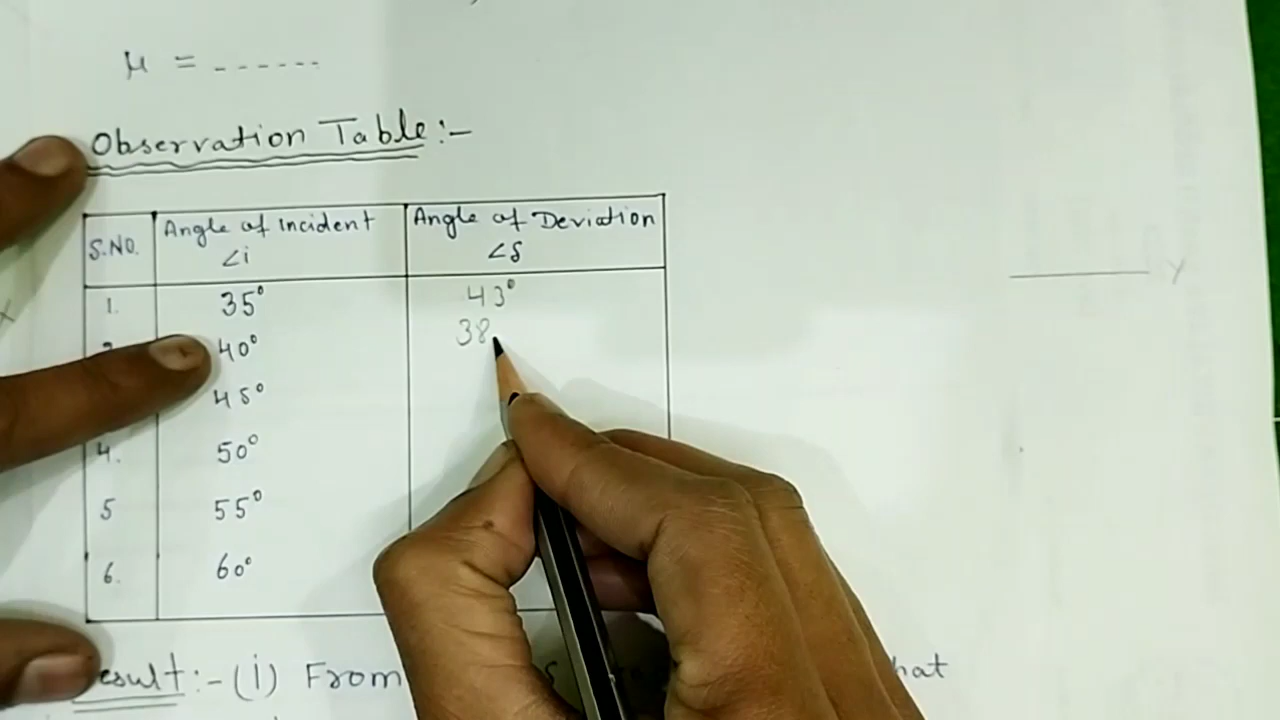 μ = ------
Observation Table:-
S.No. Angle of Incident ∠i Angle of Deviation ∠δ
1. 35° 43°
40° 38
45°
4. 50°
5 55°
6. 60°
esult:- (i) From hat
Y